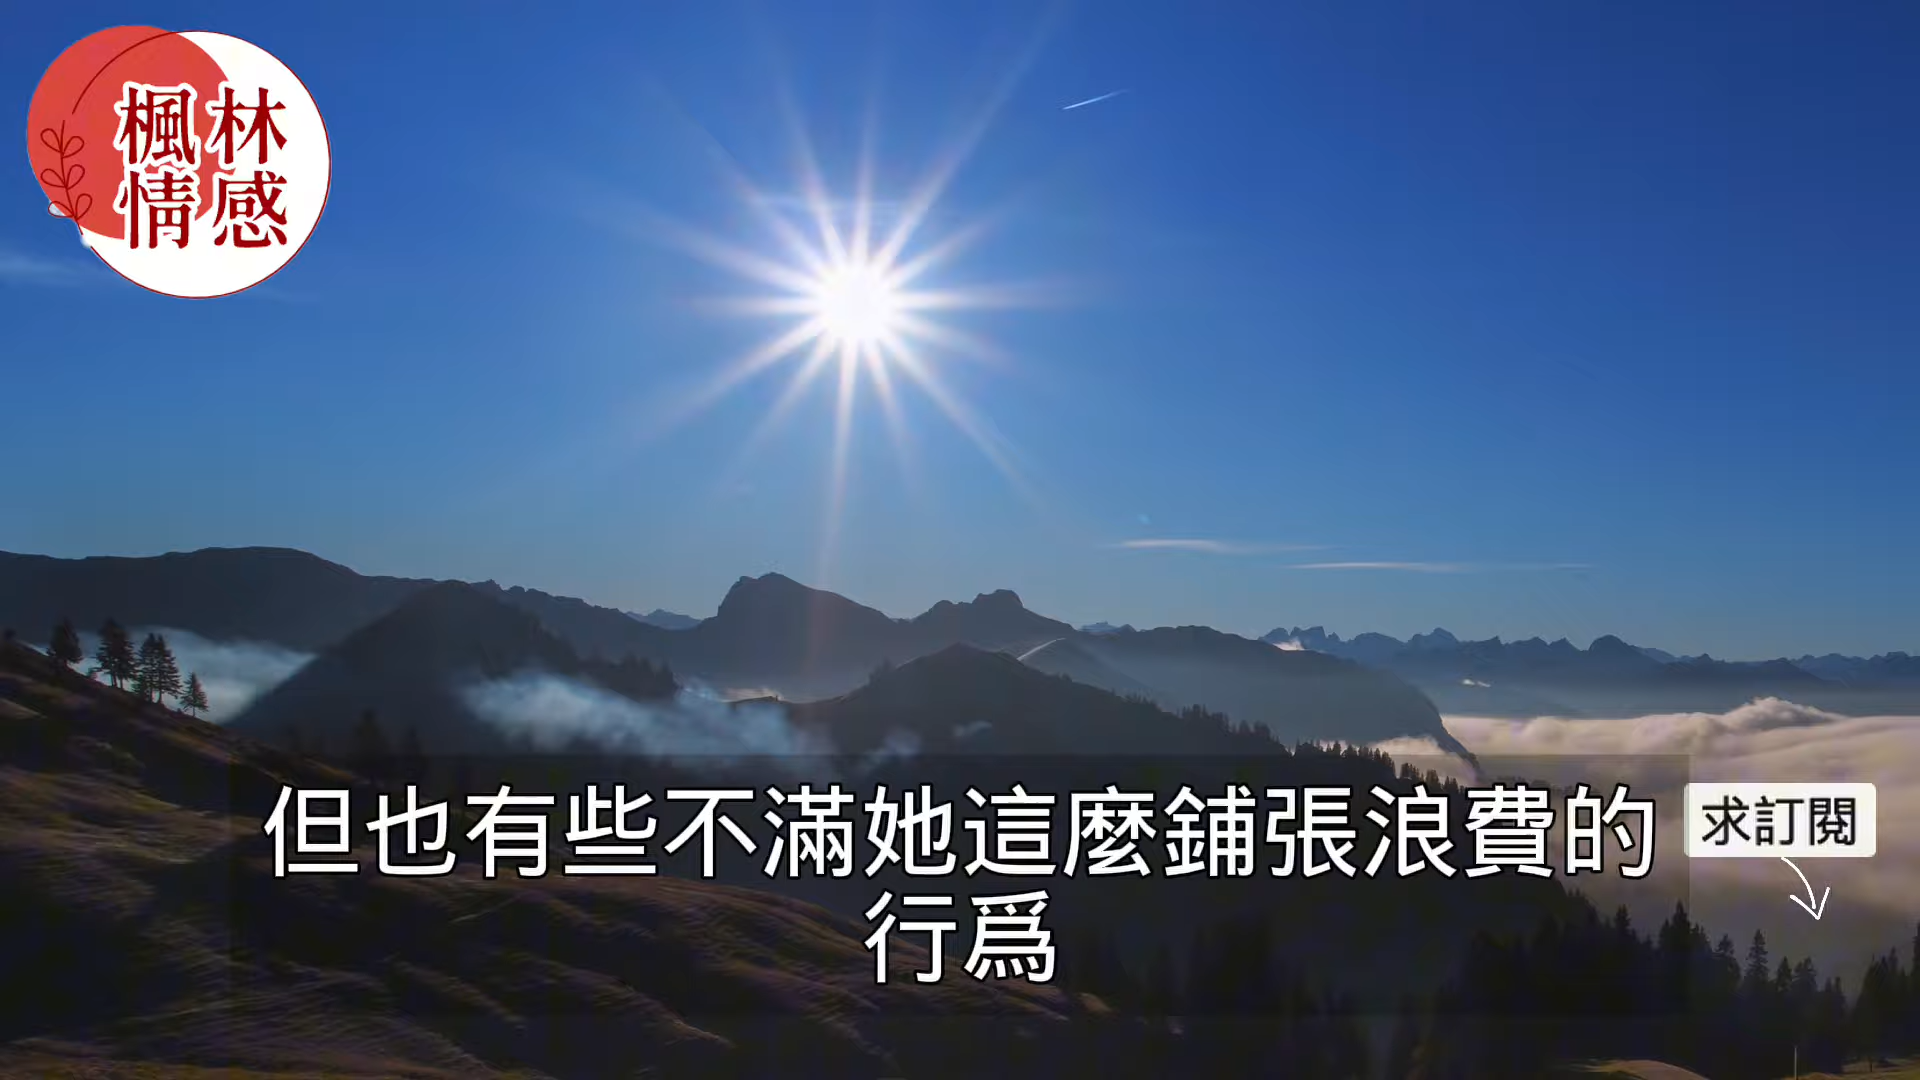 楓林
情感
但也有些不滿她這麼鋪張浪費的
行爲
求訂閱